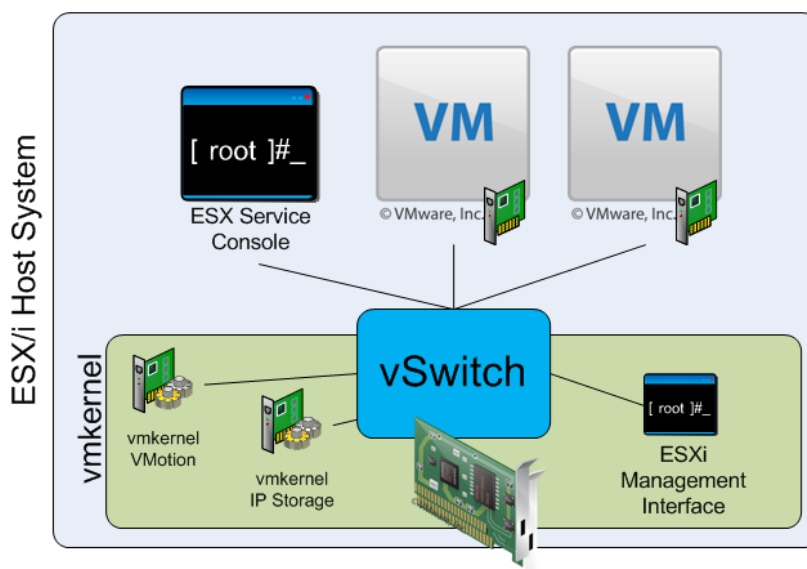 ESX/i Host System
[ root ]#_
ESX Service
Console
VM
© VMware, Inc.
VM
© VMware, Inc.
vmkernel
vSwitch
vmkernel
VMotion
vmkernel
IP Storage
[ root ]#_
ESXi
Management
Interface